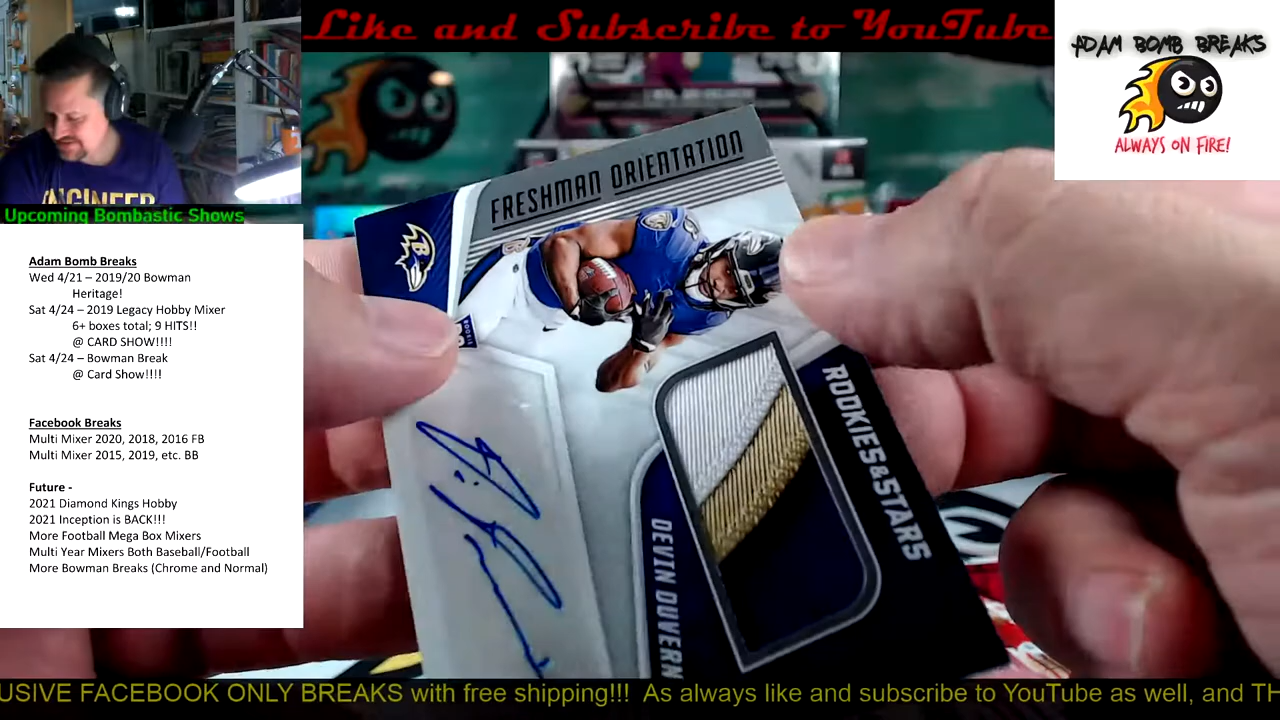 Like and Subscribe to YouTube
ADAM BOMB BREAKS
ALWAYS ON FIRE!
ENGINEER
Upcoming Bombastic Shows
Adam Bomb Breaks
Wed 4/21 – 2019/20 Bowman
Heritage!
Sat 4/24 – 2019 Legacy Hobby Mixer
6+ boxes total; 9 HITS!!
@ CARD SHOW!!!!
Sat 4/24 – Bowman Break
@ Card Show!!!!
Facebook Breaks
Multi Mixer 2020, 2018, 2016 FB
Multi Mixer 2015, 2019, etc. BB
Future -
2021 Diamond Kings Hobby
2021 Inception is BACK!!!
More Football Mega Box Mixers
Multi Year Mixers Both Baseball/Football
More Bowman Breaks (Chrome and Normal)
FRESHMAN ORIENTATION
B
ROOKIES&STARS
DEVIN DUVERN
USIVE FACEBOOK ONLY BREAKS with free shipping!!! As always like and subscribe to YouTube as well, and TH